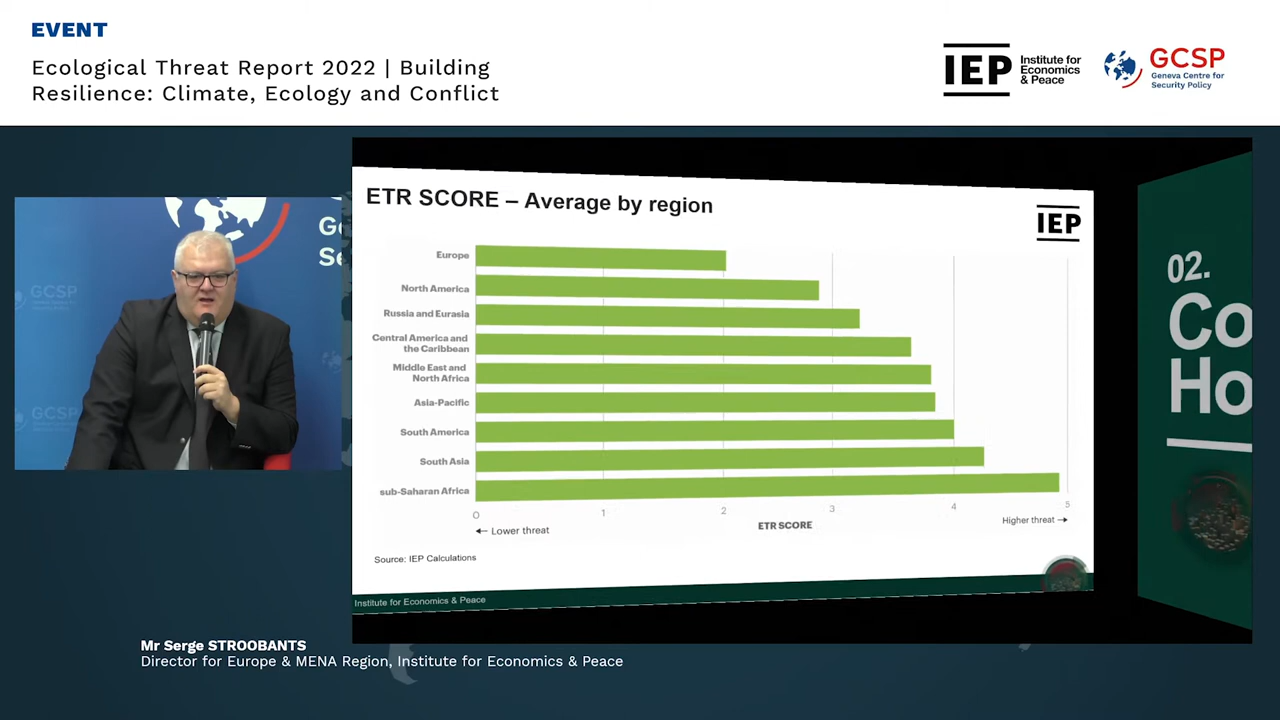 EVENT
Ecological Threat Report 2022 | Building
Resilience: Climate, Ecology and Conflict
IEP
Institute for
Economics
& Peace
GCSP
Geneva Centre for
Security Policy
GCSP
GCSP
ETR SCORE – Average by region
IEP
Europe
North America
Russia and Eurasia
Central America and
the Caribbean
Middle East and
North Africa
Asia-Pacific
South America
South Asia
sub-Saharan Africa
0 1 2 3 4 5
← Lower threat
ETR SCORE
Higher threat →
Source: IEP Calculations
Institute for Economics & Peace
02.
Co
Ho
Mr Serge STROOBANTS
Director for Europe & MENA Region, Institute for Economics & Peace